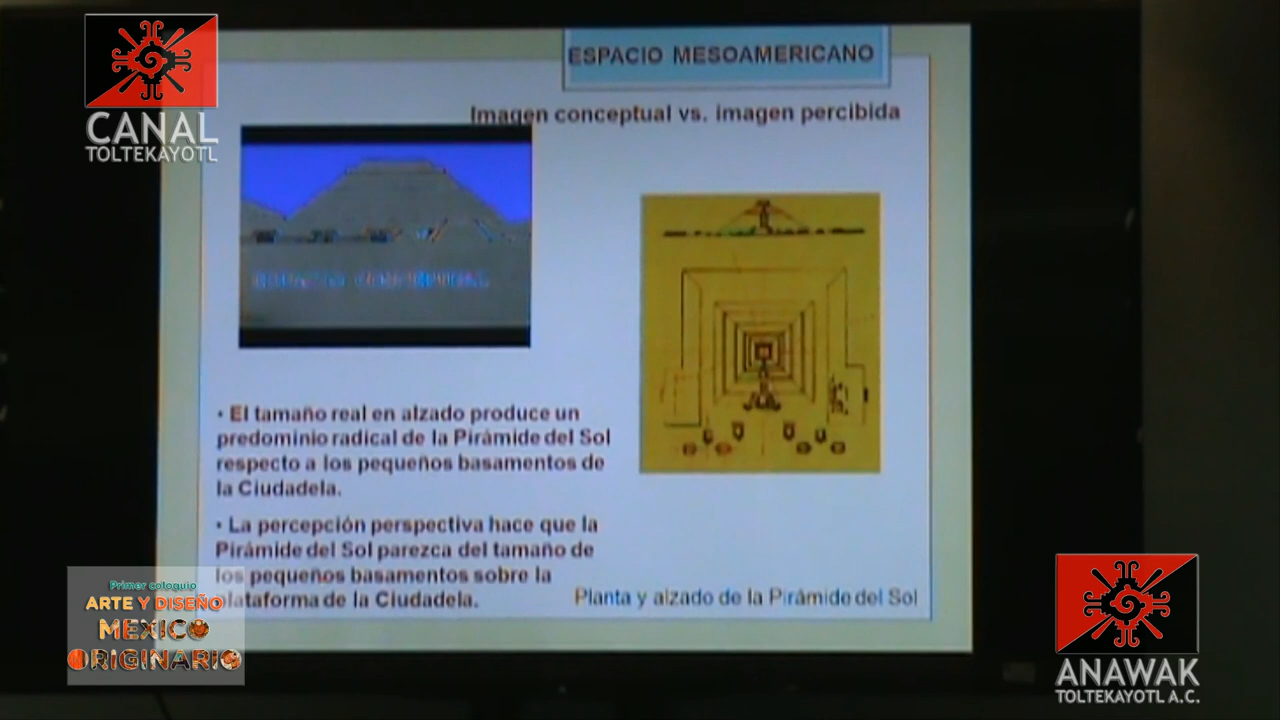 CANAL
TOLTEKAYOTL
ESPACIO MESOAMERICANO
Imagen conceptual vs. imagen percibida
• El tamaño real en alzado produce un
predominio radical de la Pirámide del Sol
respecto a los pequeños basamentos de
la Ciudadela.
• La percepción perspectiva hace que la
Pirámide del Sol parezca del tamaño de
los pequeños basamentos sobre la
plataforma de la Ciudadela.
Planta y alzado de la Pirámide del Sol
Primer coloquio
ARTE Y DISEÑO
MEXICO
ORIGINARIO
ANAWAK
TOLTEKAYOTL A.C.